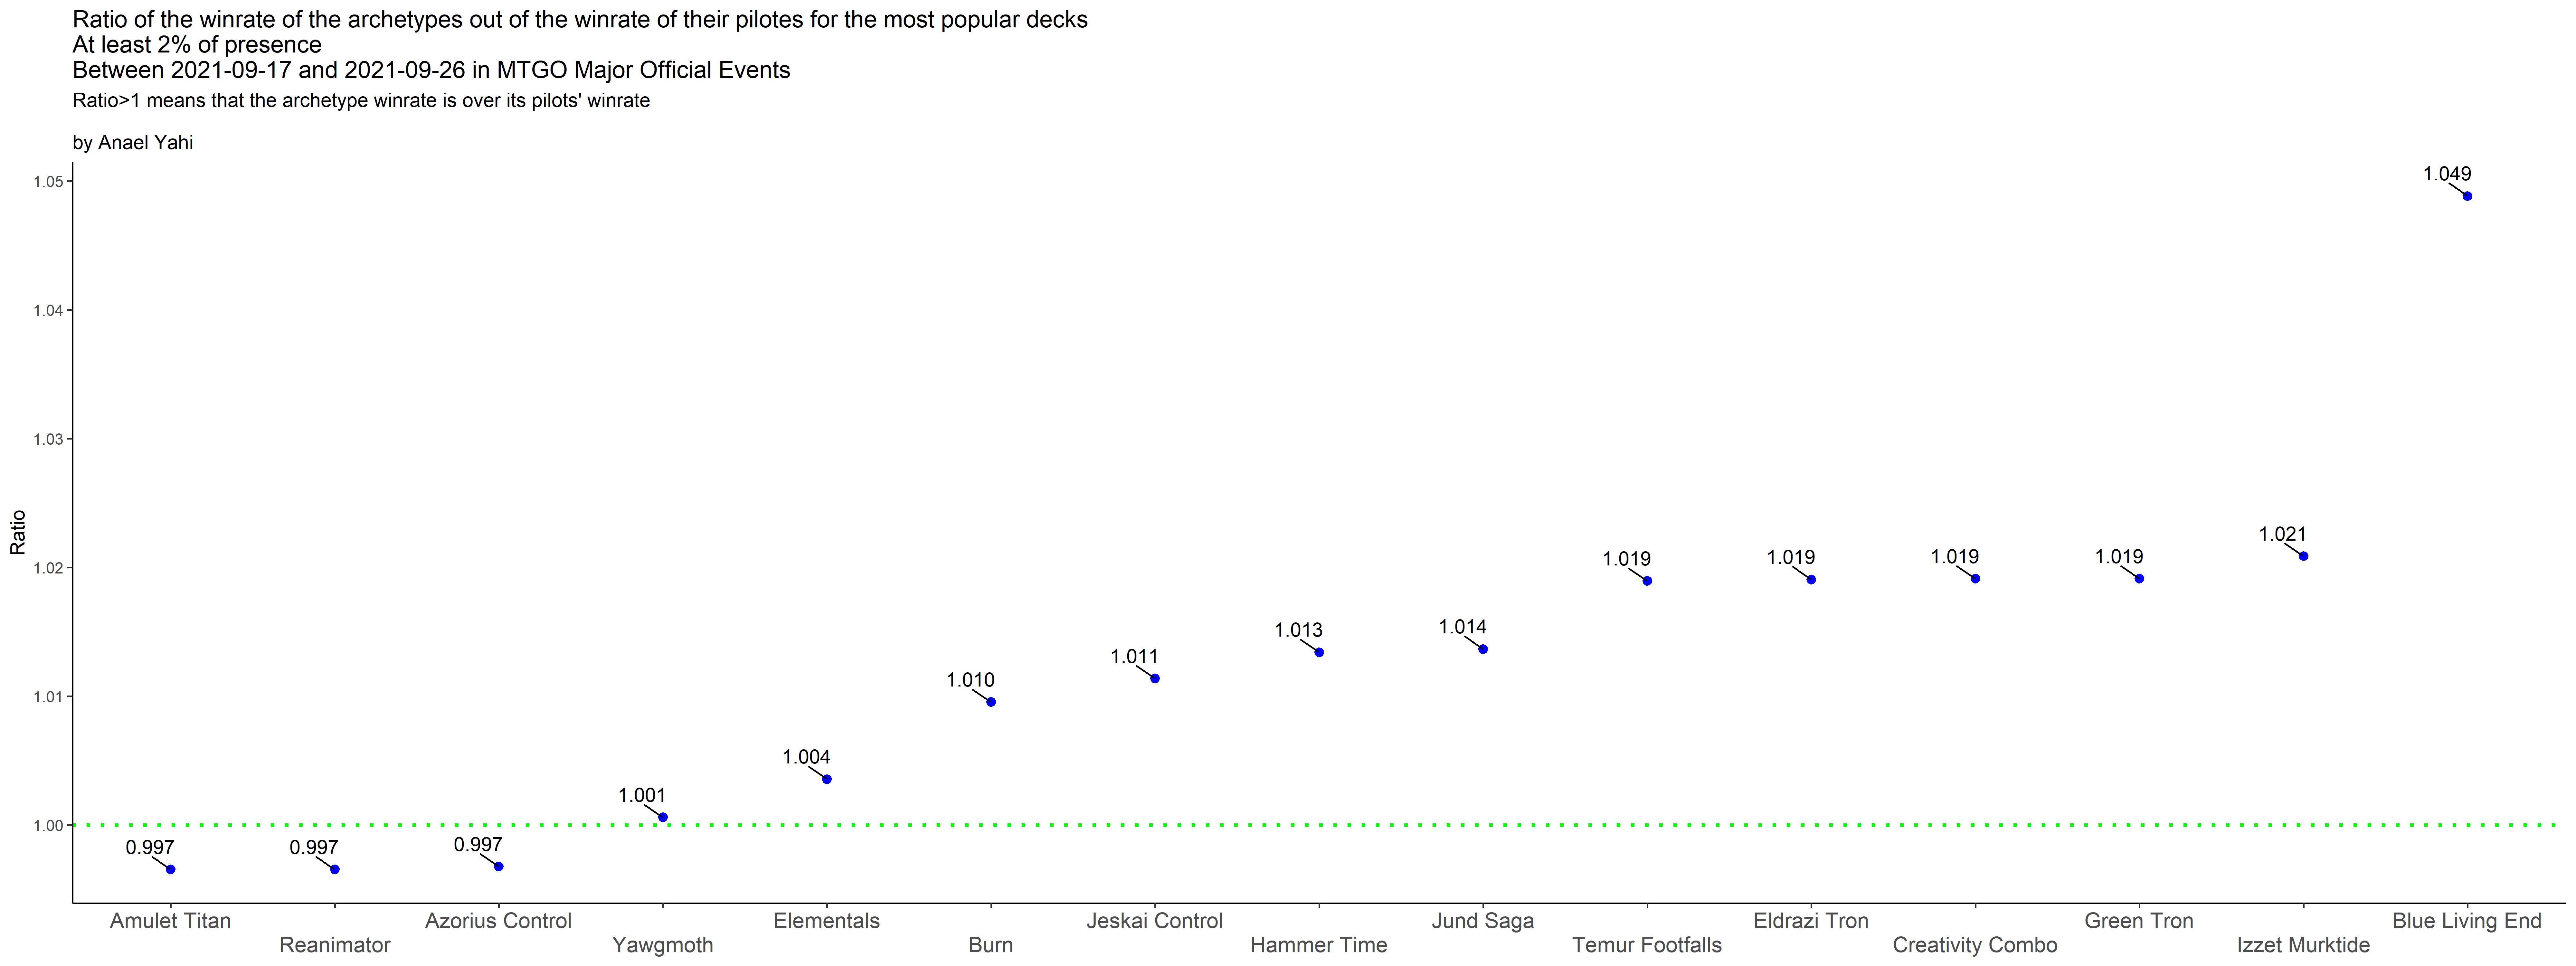 Ratio of the winrate of the archetypes out of the winrate of their pilotes for the most popular decks
At least 2% of presence
Between 2021-09-17 and 2021-09-26 in MTGO Major Official Events
Ratio>1 means that the archetype winrate is over its pilots' winrate
by Anael Yahi
Ratio
1.05
1.04
1.03
1.02
1.01
1.00
0.997
0.997
0.997
1.001
1.004
1.010
1.011
1.013
1.014
1.019
1.019
1.019
1.019
1.021
1.049
Amulet Titan
Reanimator
Azorius Control
Yawgmoth
Elementals
Burn
Jeskai Control
Hammer Time
Jund Saga
Temur Footfalls
Eldrazi Tron
Creativity Combo
Green Tron
Izzet Murktide
Blue Living End